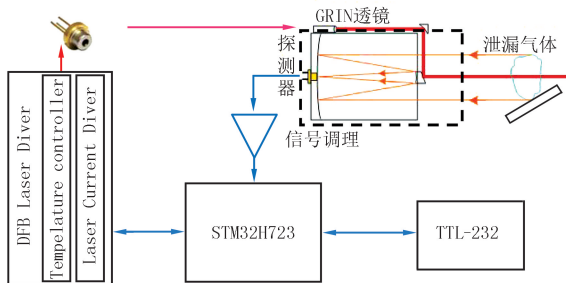 GRIN透镜
探测器
泄漏气体
信号调理
DFB Laser Diver
Tempelature controller
Laser Current Diver
STM32H723
TTL-232